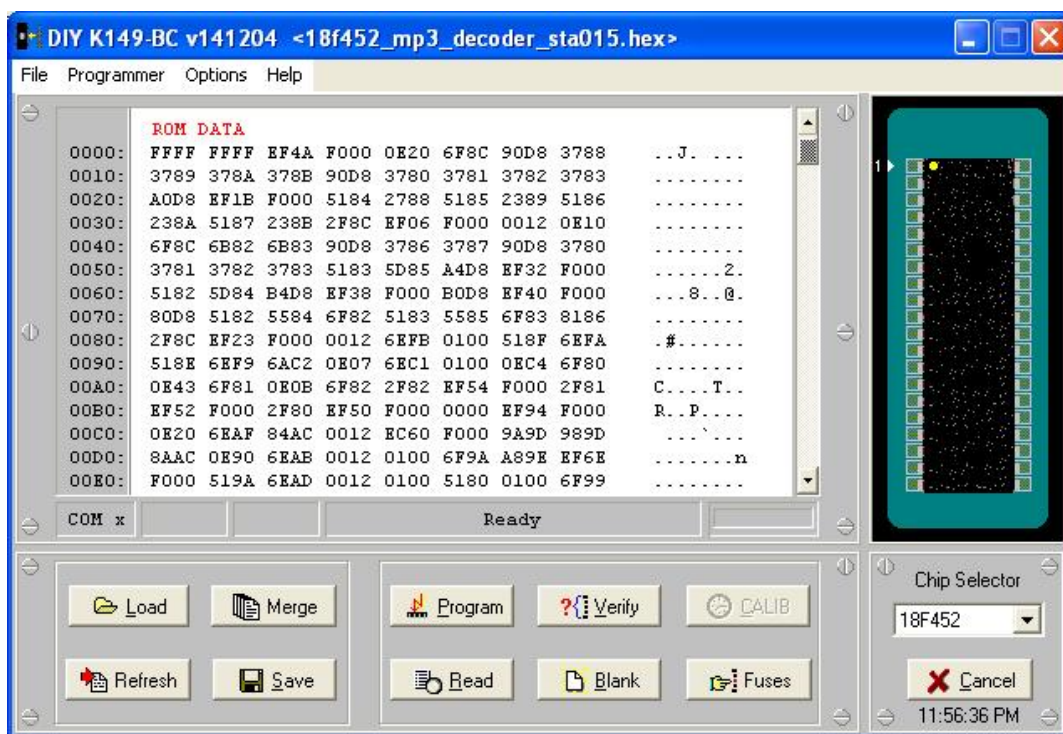 DIY K149-BC v141204 <18f452_mp3_decoder_sta015.hex>
File Programmer Options Help
ROM DATA
0000: FFFF FFFF EF4A F000 0E20 6F8C 90D8 3788 ..J.....
0010: 3789 378A 378B 90D8 3780 3781 3782 3783 ........
0020: A0D8 EF1B F000 5184 2788 5185 2389 5186 ........
0030: 238A 5187 238B 2F8C EF06 F000 0012 0E10 ........
0040: 6F8C 6B82 6B83 90D8 3786 3787 90D8 3780 ........
0050: 3781 3782 3783 5183 5D85 A4D8 EF32 F000 ......2.
0060: 5182 5D84 B4D8 EF38 F000 B0D8 EF40 F000 ...8..@.
0070: 80D8 5182 5584 6F82 5183 5585 6F83 8186 ........
0080: 2F8C EF23 F000 0012 6EFB 0100 518F 6EFA .#......
0090: 518E 6EF9 6AC2 0E07 6EC1 0100 0EC4 6F80 ........
00A0: 0E43 6F81 0E0B 6F82 2F82 EF54 F000 2F81 C....T..
00B0: EF52 F000 2F80 EF50 F000 0000 EF94 F000 R..P....
00C0: 0E20 6EAF 84AC 0012 EC60 F000 9A9D 989D ...`...
00D0: 8AAC 0E90 6EAB 0012 0100 6F9A A89E EF6E .......n
00E0: F000 519A 6EAD 0012 0100 5180 0100 6F99 ........
COM x Ready
1
Load Merge Program Verify CALIB
Refresh Save Read Blank Fuses
Chip Selector
18F452
Cancel
11:56:36 PM